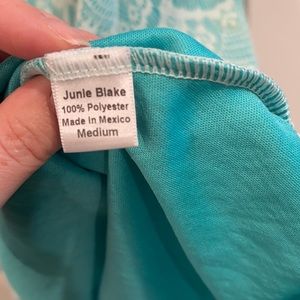 Junie Blake
100% Polyester
Made in Mexico
Medium